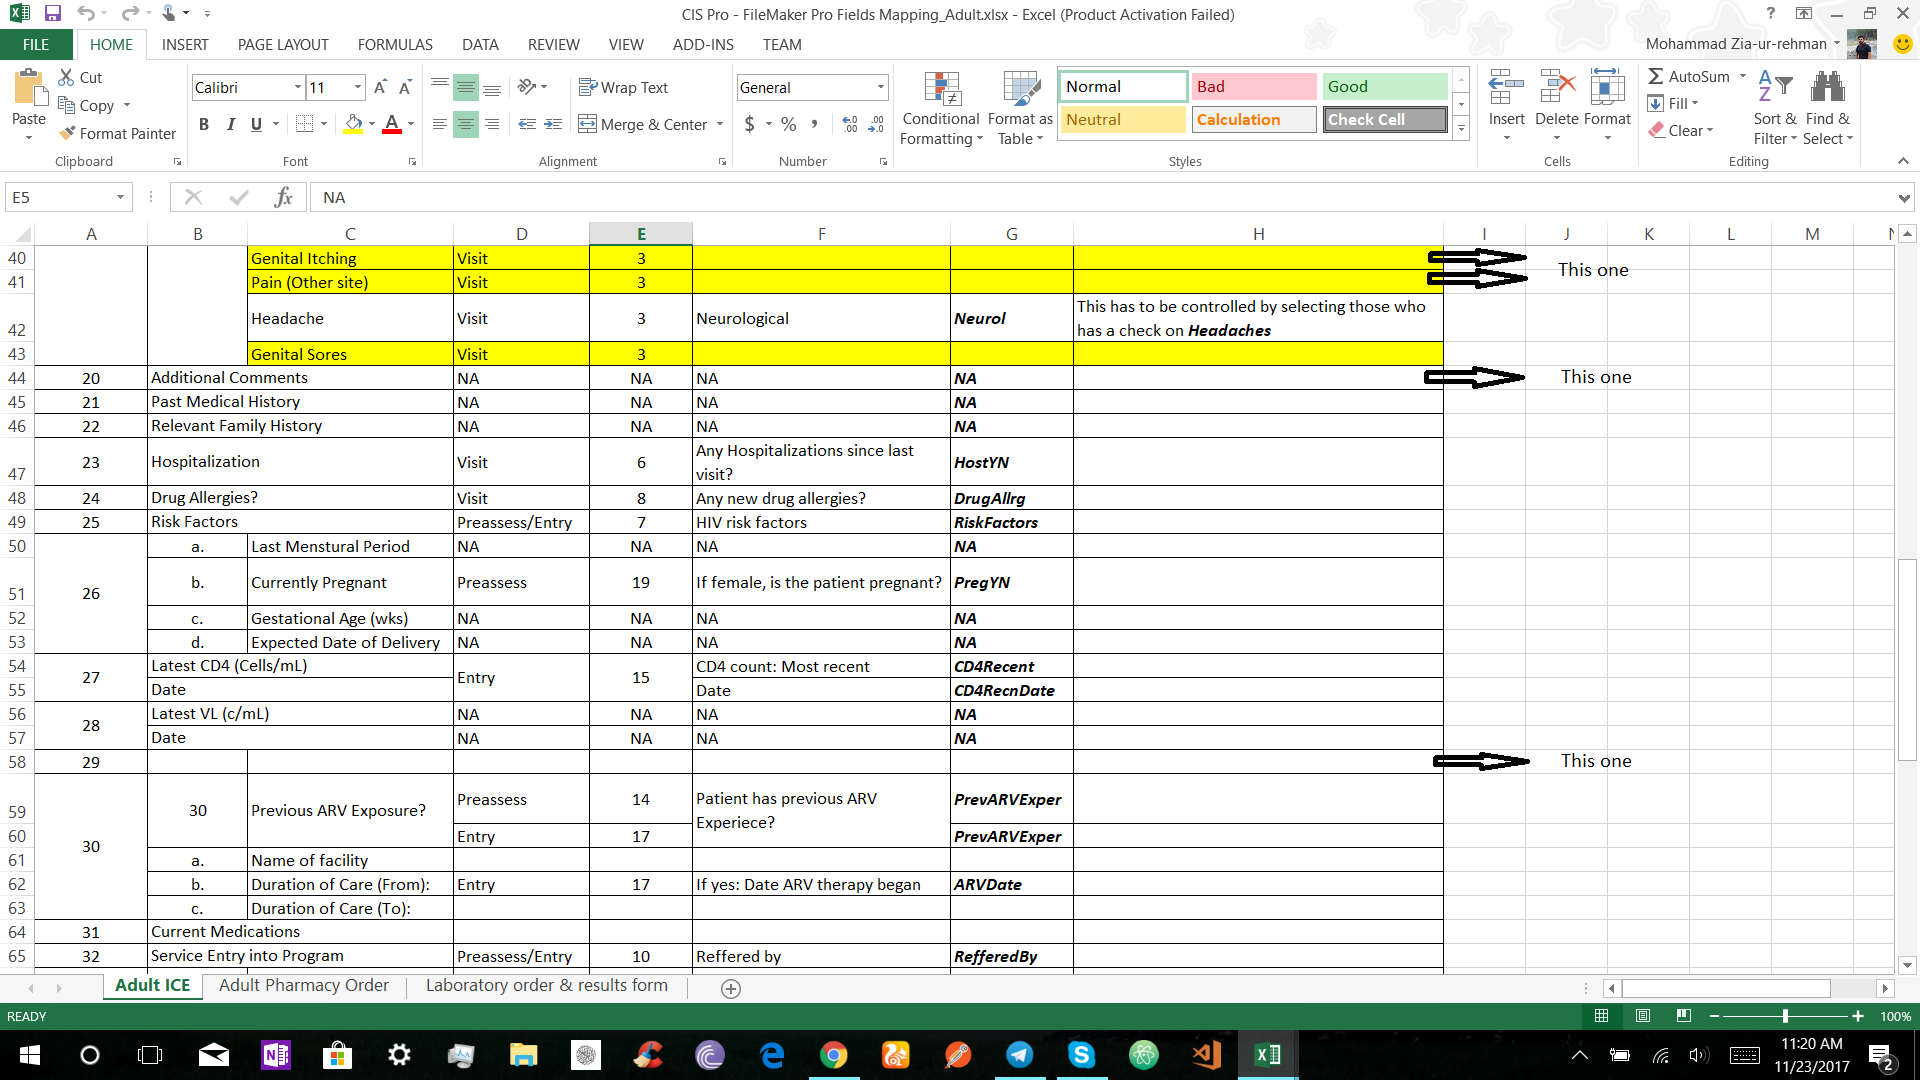 CIS Pro - FileMaker Pro Fields Mapping_Adult.xlsx - Excel (Product Activation Failed)
FILE HOME INSERT PAGE LAYOUT FORMULAS DATA REVIEW VIEW ADD-INS TEAM Mohammad Zia-ur-rehman
Paste Cut Copy Format Painter
Clipboard
Calibri 11
B I U A
Font
Wrap Text
Merge & Center
Alignment
General
$ % ,
Number
Conditional Formatting
Format as Table
Normal Bad Good
Neutral Calculation Check Cell
Styles
Insert Delete Format
Cells
AutoSum
Fill
Clear
Sort & Filter
Find & Select
Editing
E5 fx NA
A B C D E F G H I J K L M
40 Genital Itching Visit 3
This one
41 Pain (Other site) Visit 3
42 Headache Visit 3 Neurological Neurol This has to be controlled by selecting those who
has a check on Headaches
43 Genital Sores Visit 3
44 20 Additional Comments NA NA NA NA This one
45 21 Past Medical History NA NA NA NA
46 22 Relevant Family History NA NA NA NA
47 23 Hospitalization Visit 6 Any Hospitalizations since last
visit? HostYN
48 24 Drug Allergies? Visit 8 Any new drug allergies? DrugAllrg
49 25 Risk Factors Preassess/Entry 7 HIV risk factors RiskFactors
50 a. Last Menstural Period NA NA NA NA
51 26 b. Currently Pregnant Preassess 19 If female, is the patient pregnant? PregYN
52 c. Gestational Age (wks) NA NA NA NA
53 d. Expected Date of Delivery NA NA NA NA
54 27 Latest CD4 (Cells/mL) Entry 15 CD4 count: Most recent CD4Recent
55 Date Date CD4RecnDate
56 28 Latest VL (c/mL) NA NA NA NA
57 Date NA NA NA NA
58 29 This one
59 30 30 Previous ARV Exposure? Preassess 14 Patient has previous ARV
Experiece? PrevARVExper
60 Entry 17 PrevARVExper
61 a. Name of facility
62 b. Duration of Care (From): Entry 17 If yes: Date ARV therapy began ARVDate
63 c. Duration of Care (To):
64 31 Current Medications
65 32 Service Entry into Program Preassess/Entry 10 Reffered by RefferedBy
Adult ICE Adult Pharmacy Order Laboratory order & results form
READY 100%
11:20 AM
11/23/2017
2